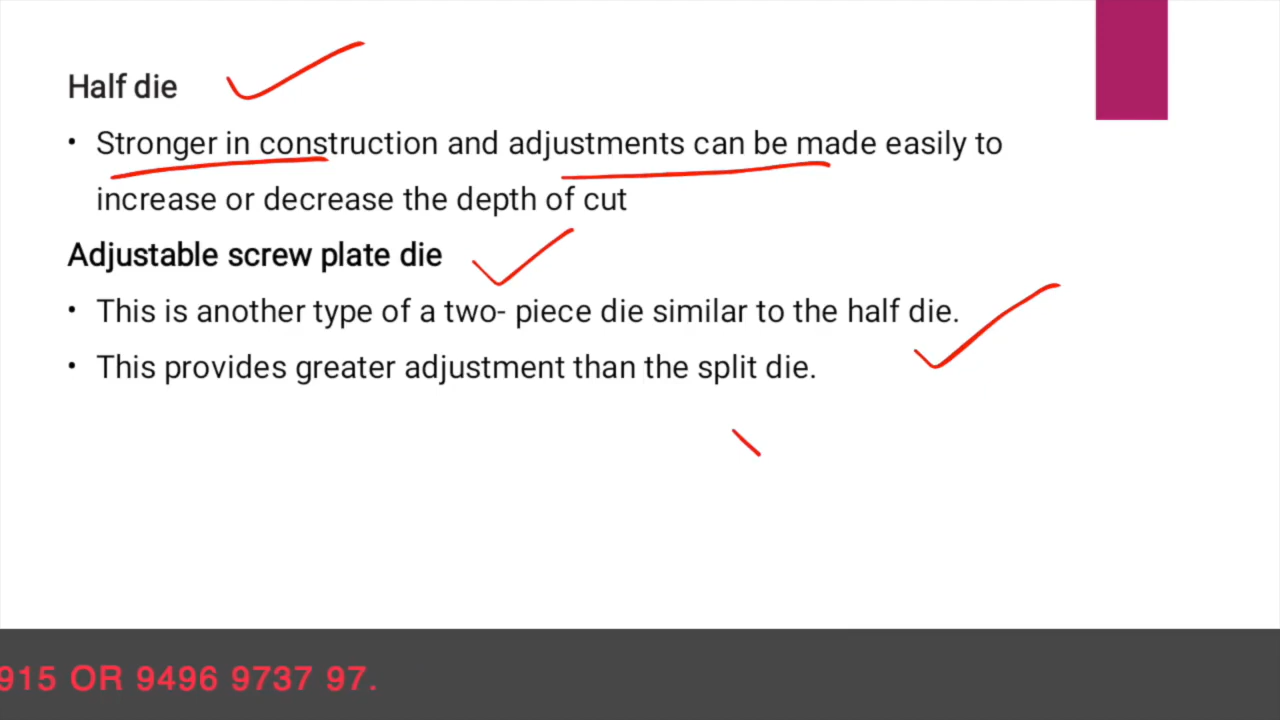 Half die
• Stronger in construction and adjustments can be made easily to
increase or decrease the depth of cut
Adjustable screw plate die
• This is another type of a two- piece die similar to the half die.
• This provides greater adjustment than the split die.
915 OR 9496 9737 97.